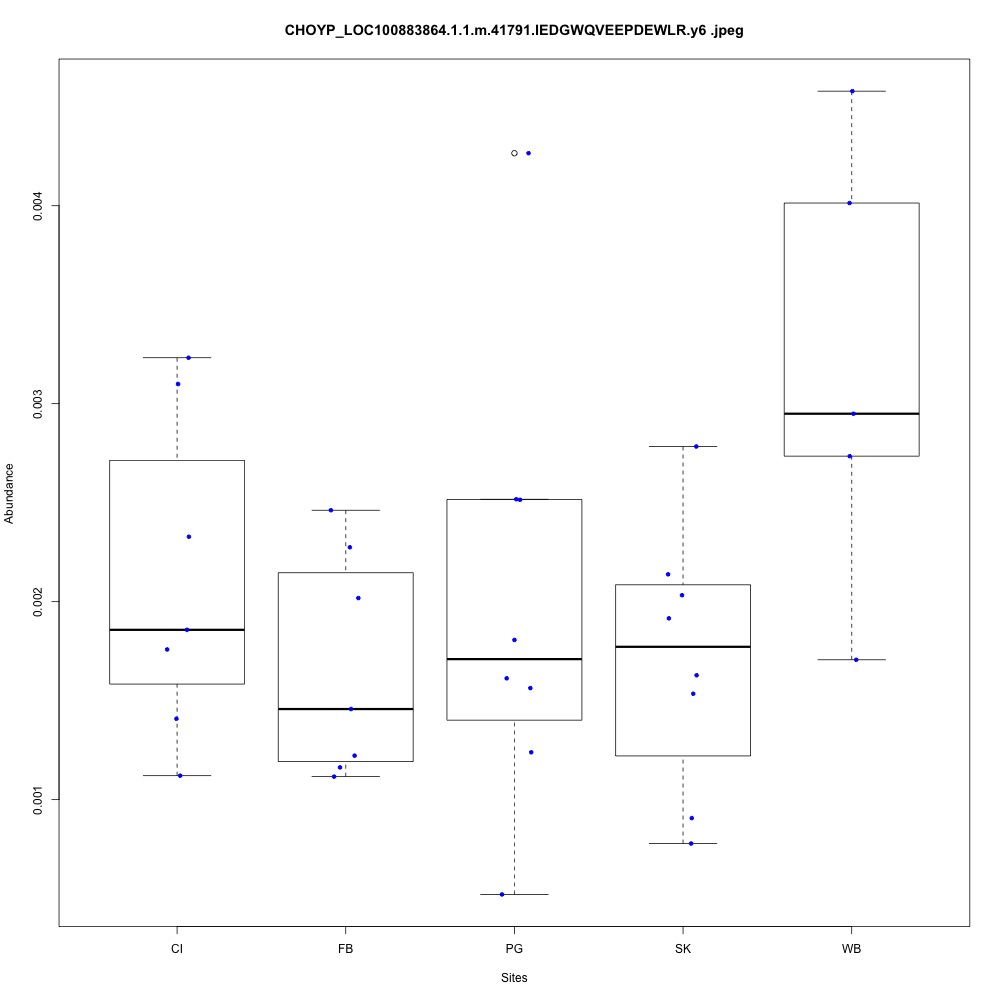 CHOYP_LOC100883864.1.1.m.41791.IEDGWQVEEPDEWLR.y6 .jpeg
0.004
0.003
0.002
0.001
Abundance
CI FB PG SK WB
Sites